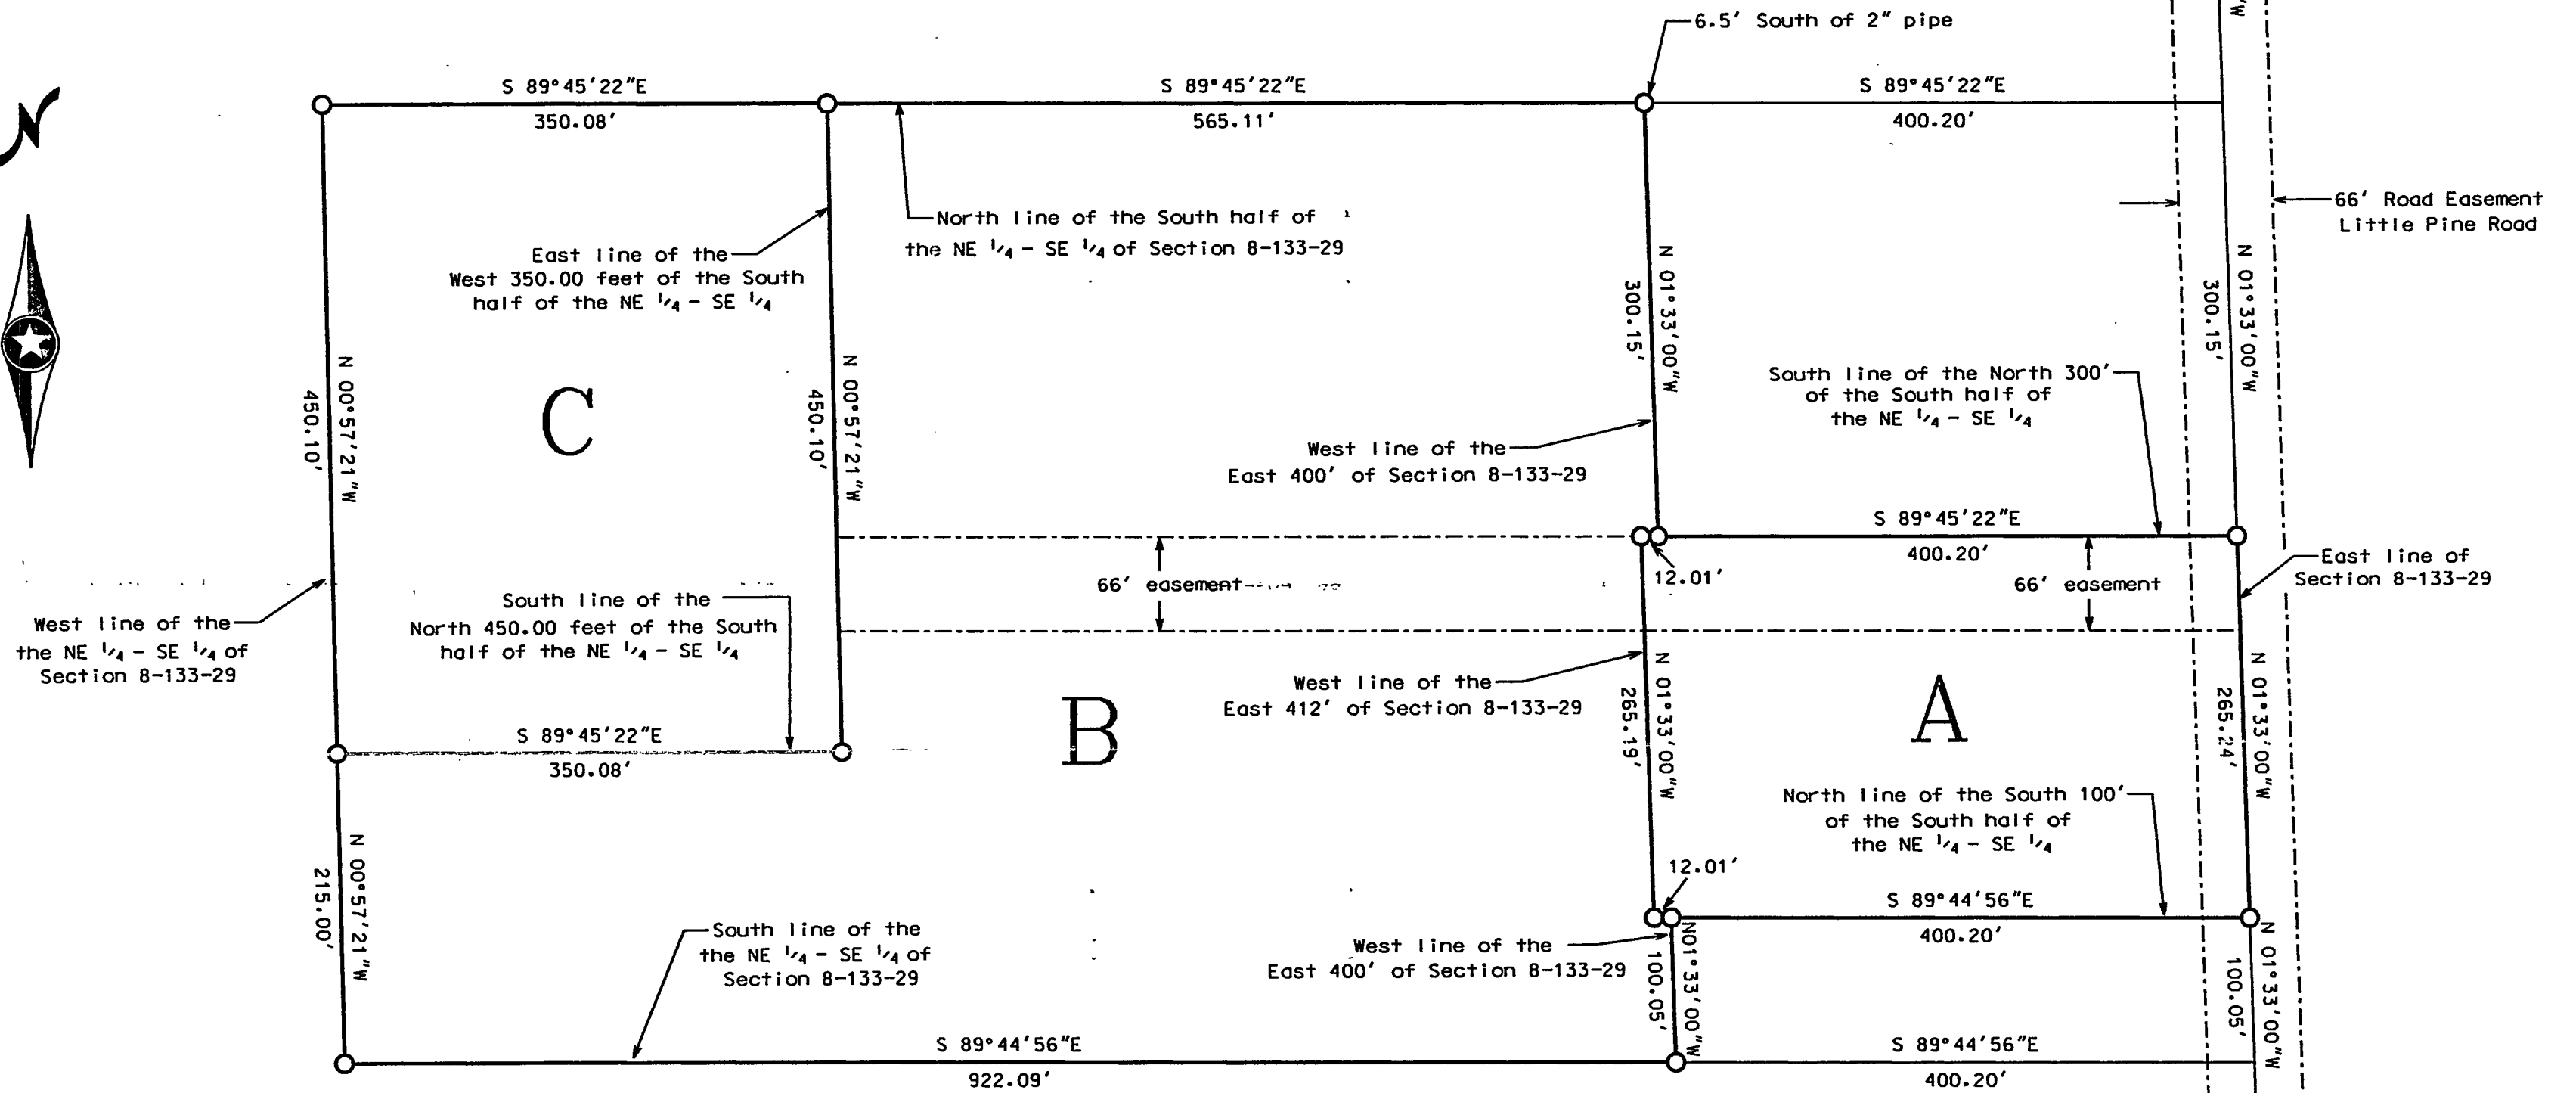 "W
6.5' South of 2" pipe
N
S 89°45'22"E
350.08'
S 89°45'22"E
565.11'
S 89°45'22"E
400.20'
66' Road Easement
Little Pine Road
North line of the South half of
the NE 1/4 - SE 1/4 of Section 8-133-29
East line of the
West 350.00 feet of the South
half of the NE 1/4 - SE 1/4
N 01°33'00"W
300.15'
N 01°33'00"W
300.15'
N 00°57'21"W
450.10'
C
N 00°57'21"W
450.10'
South line of the North 300'
of the South half of
the NE 1/4 - SE 1/4
West line of the
East 400' of Section 8-133-29
S 89°45'22"E
400.20'
12.01'
66' easement
66' easement
East line of
Section 8-133-29
West line of the
the NE 1/4 - SE 1/4 of
Section 8-133-29
South line of the
North 450.00 feet of the South
half of the NE 1/4 - SE 1/4
West line of the
East 412' of Section 8-133-29
N 01°33'00"W
265.19'
N 01°33'00"W
265.24'
B
A
S 89°45'22"E
350.08'
North line of the South 100'
of the South half of
the NE 1/4 - SE 1/4
12.01'
S 89°44'56"E
400.20'
N 00°57'21"W
215.00'
South line of the
the NE 1/4 - SE 1/4 of
Section 8-133-29
West line of the
East 400' of Section 8-133-29
N01°33'00"W
100.05'
N 01°33'00"W
100.05'
S 89°44'56"E
922.09'
S 89°44'56"E
400.20'